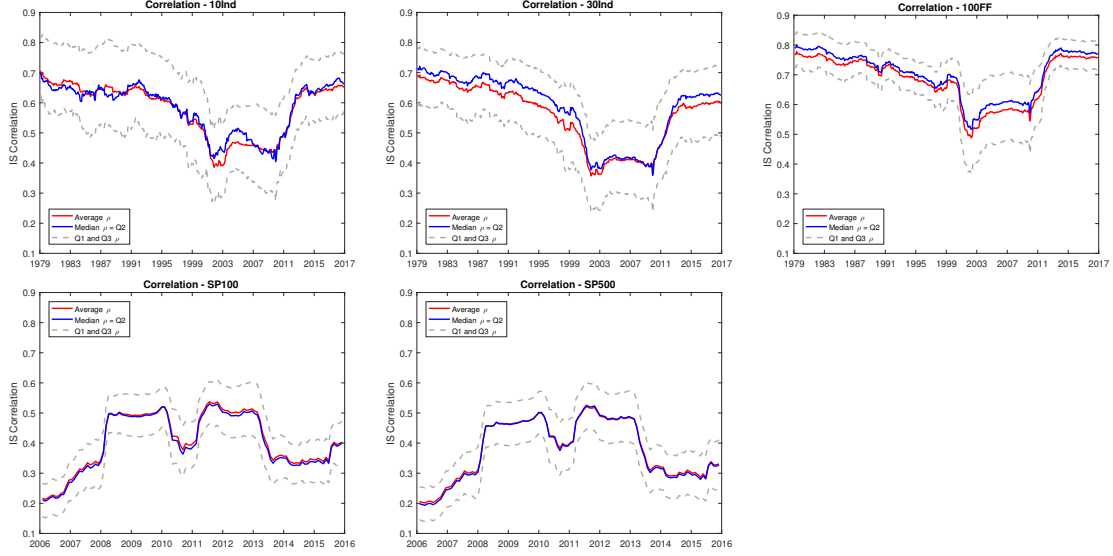 Correlation - 10Ind
IS Correlation
0.9
0.8
0.7
0.6
0.5
0.4
0.3
0.2
0.1
Average ρ
Median ρ = Q2
Q1 and Q3 ρ
1979 1983 1987 1991 1995 1999 2003 2007 2011 2015 2017
Correlation - 30Ind
IS Correlation
0.9
0.8
0.7
0.6
0.5
0.4
0.3
0.2
0.1
Average ρ
Median ρ = Q2
Q1 and Q3 ρ
1979 1983 1987 1991 1995 1999 2003 2007 2011 2015 2017
Correlation - 100FF
IS Correlation
0.9
0.8
0.7
0.6
0.5
0.4
0.3
0.2
0.1
Average ρ
Median ρ = Q2
Q1 and Q3 ρ
1979 1983 1987 1991 1995 1999 2003 2007 2011 2015 2017
Correlation - SP100
IS Correlation
0.9
0.8
0.7
0.6
0.5
0.4
0.3
0.2
0.1
Average ρ
Median ρ = Q2
Q1 and Q3 ρ
2006 2007 2008 2009 2010 2011 2012 2013 2014 2015 2016
Correlation - SP500
IS Correlation
0.9
0.8
0.7
0.6
0.5
0.4
0.3
0.2
0.1
Average ρ
Median ρ = Q2
Q1 and Q3 ρ
2006 2007 2008 2009 2010 2011 2012 2013 2014 2015 2016